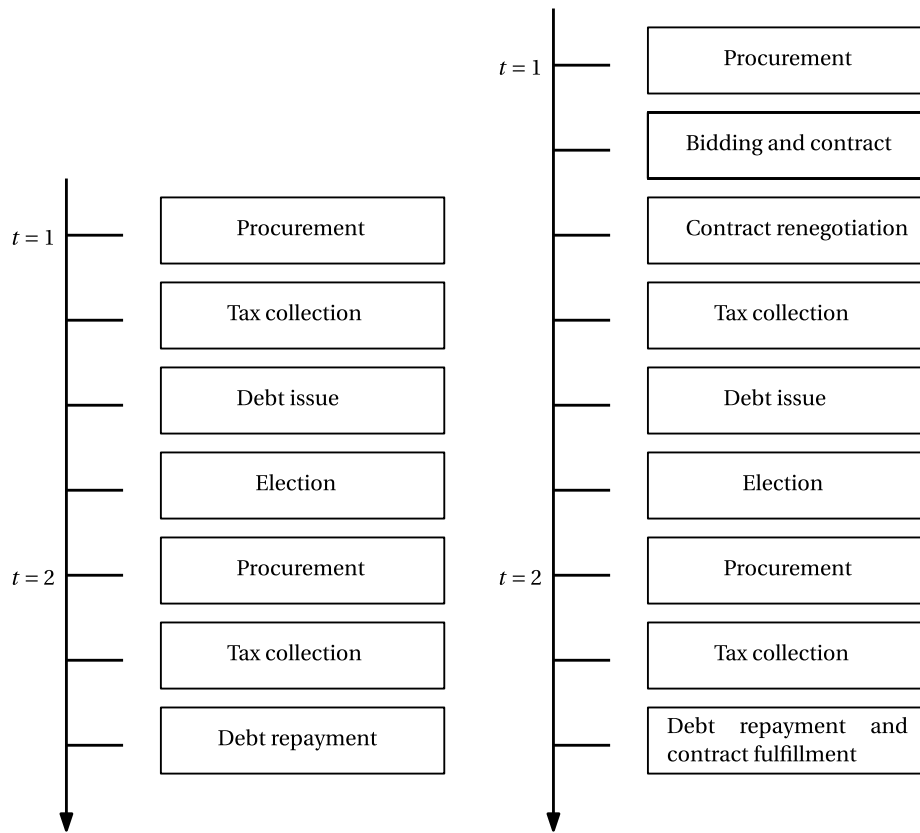 t = 1
Procurement
Tax collection
Debt issue
Election
t = 2
Procurement
Tax collection
Debt repayment
t = 1
Procurement
Bidding and contract
Contract renegotiation
Tax collection
Debt issue
Election
t = 2
Procurement
Tax collection
Debt repayment and
contract fulfillment